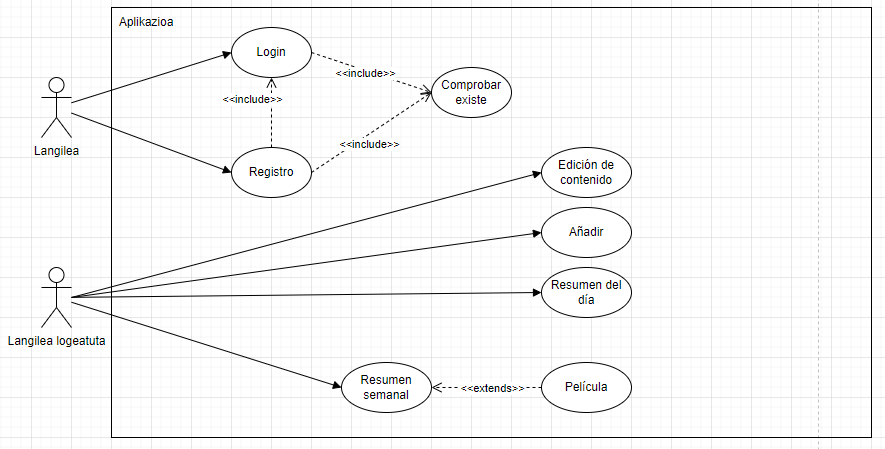 Aplikazioa
Login
<<include>>
Comprobar
existe
<<include>>
Langilea
<<include>>
Registro
Edición de
contenido
Añadir
Resumen del
día
Langilea logeatuta
Resumen
semanal
<<extends>>
Película